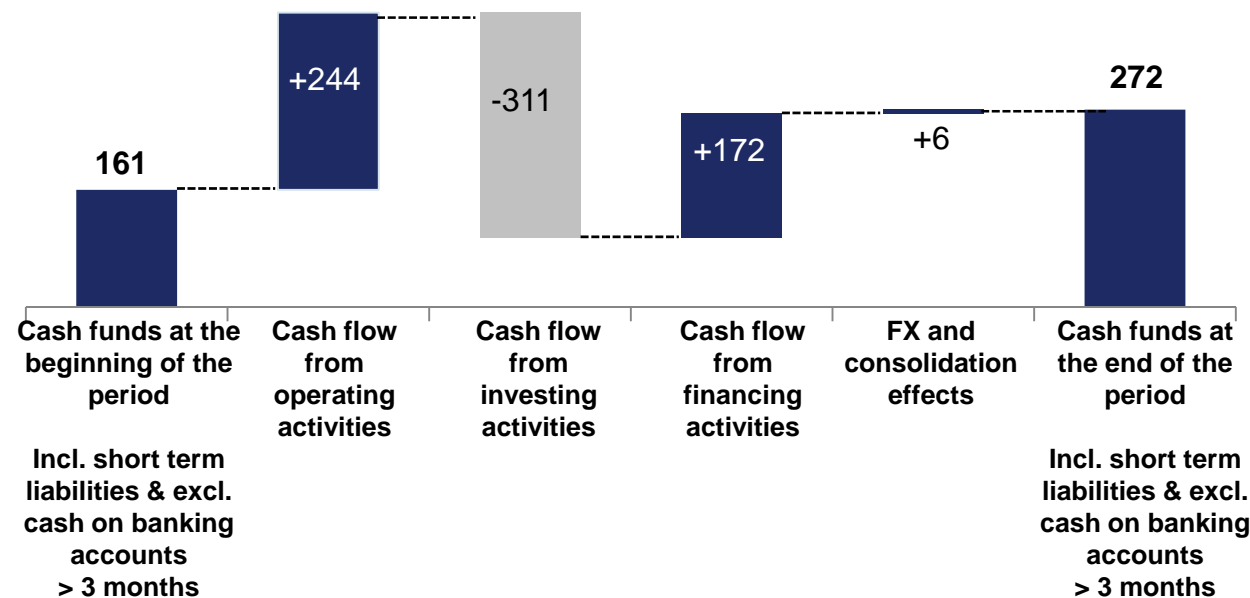 161
+244
-311
+172
+6
272
Cash funds at the
beginning of the
period
Incl. short term
liabilities & excl.
cash on banking
accounts
> 3 months
Cash flow
from
operating
activities
Cash flow
from
investing
activities
Cash flow
from
financing
activities
FX and
consolidation
effects
Cash funds at
the end of the
period
Incl. short term
liabilities & excl.
cash on banking
accounts
> 3 months